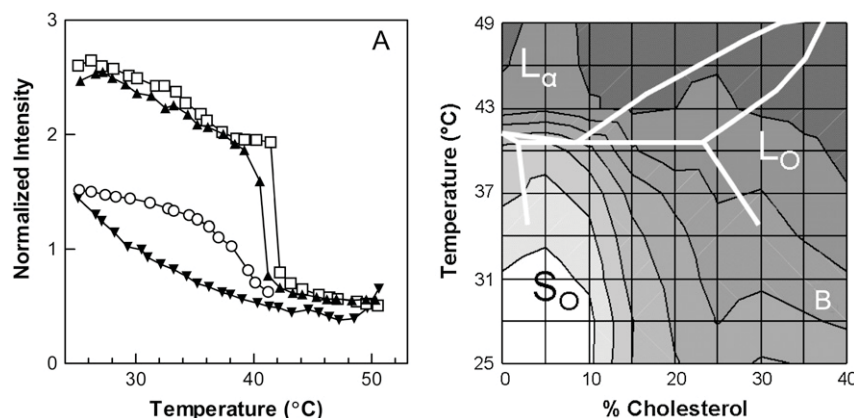 3
2
1
0
Normalized Intensity
A
30
40
50
Temperature (°C)
49
43
37
31
25
Temperature (°C)
Lα
LO
SO
B
0
10
20
30
40
% Cholesterol